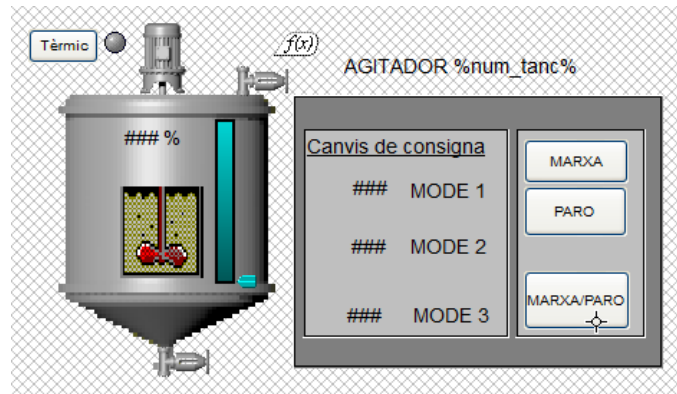 Tèrmic
f(x)
AGITADOR %num_tanc%
### %
Canvis de consigna
### MODE 1
### MODE 2
### MODE 3
MARXA
PARO
MARXA/PARO